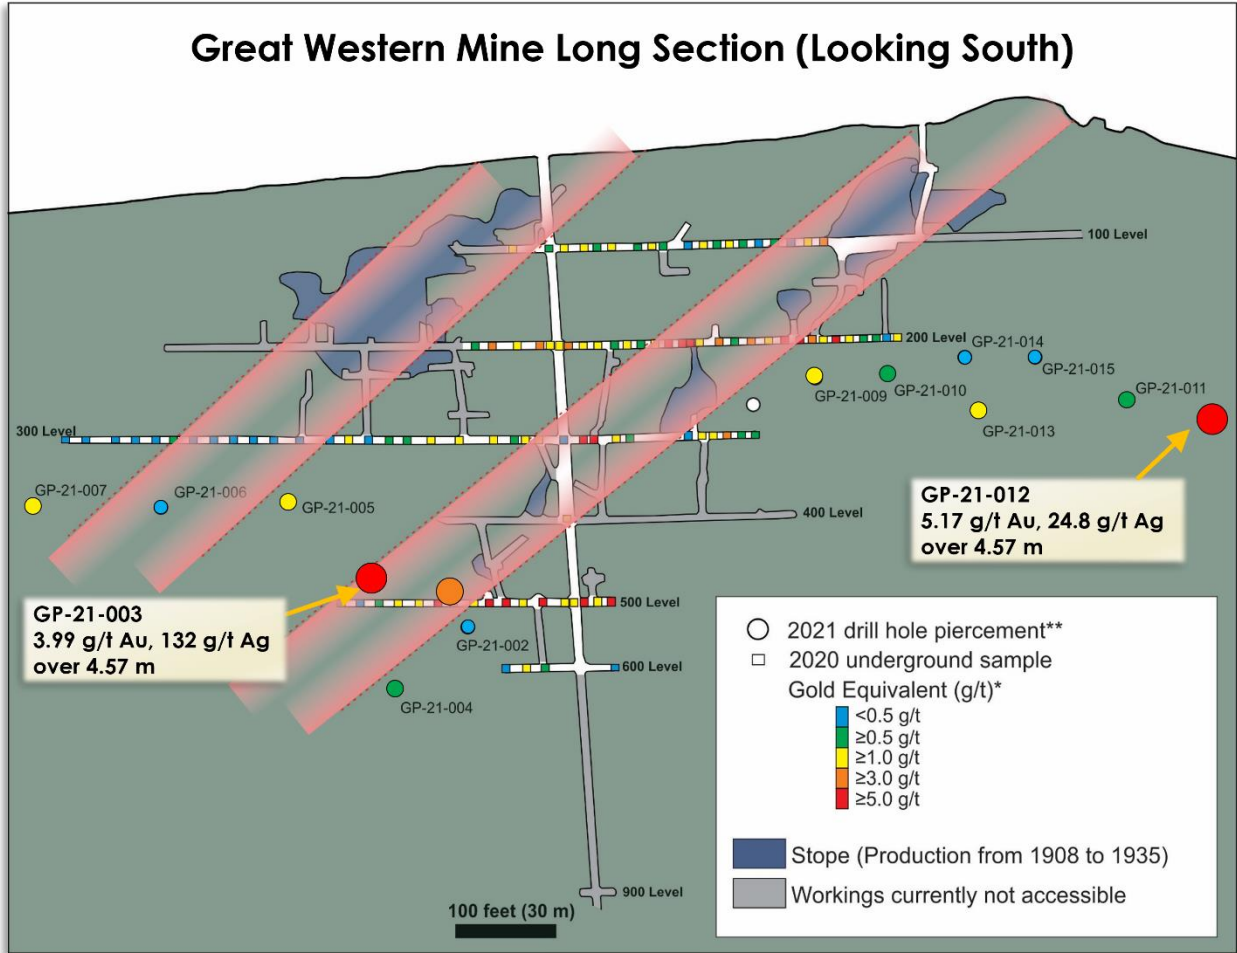 Great Western Mine Long Section (Looking South)
100 Level
200 Level
GP-21-014
GP-21-015
GP-21-009
GP-21-010
GP-21-011
GP-21-013
300 Level
GP-21-007
GP-21-006
GP-21-005
400 Level
GP-21-012
5.17 g/t Au, 24.8 g/t Ag
over 4.57 m
GP-21-003
3.99 g/t Au, 132 g/t Ag
over 4.57 m
500 Level
GP-21-002
600 Level
GP-21-004
900 Level
100 feet (30 m)
2021 drill hole piercement**
2020 underground sample
Gold Equivalent (g/t)*
<0.5 g/t
≥0.5 g/t
≥1.0 g/t
≥3.0 g/t
≥5.0 g/t
Stope (Production from 1908 to 1935)
Workings currently not accessible